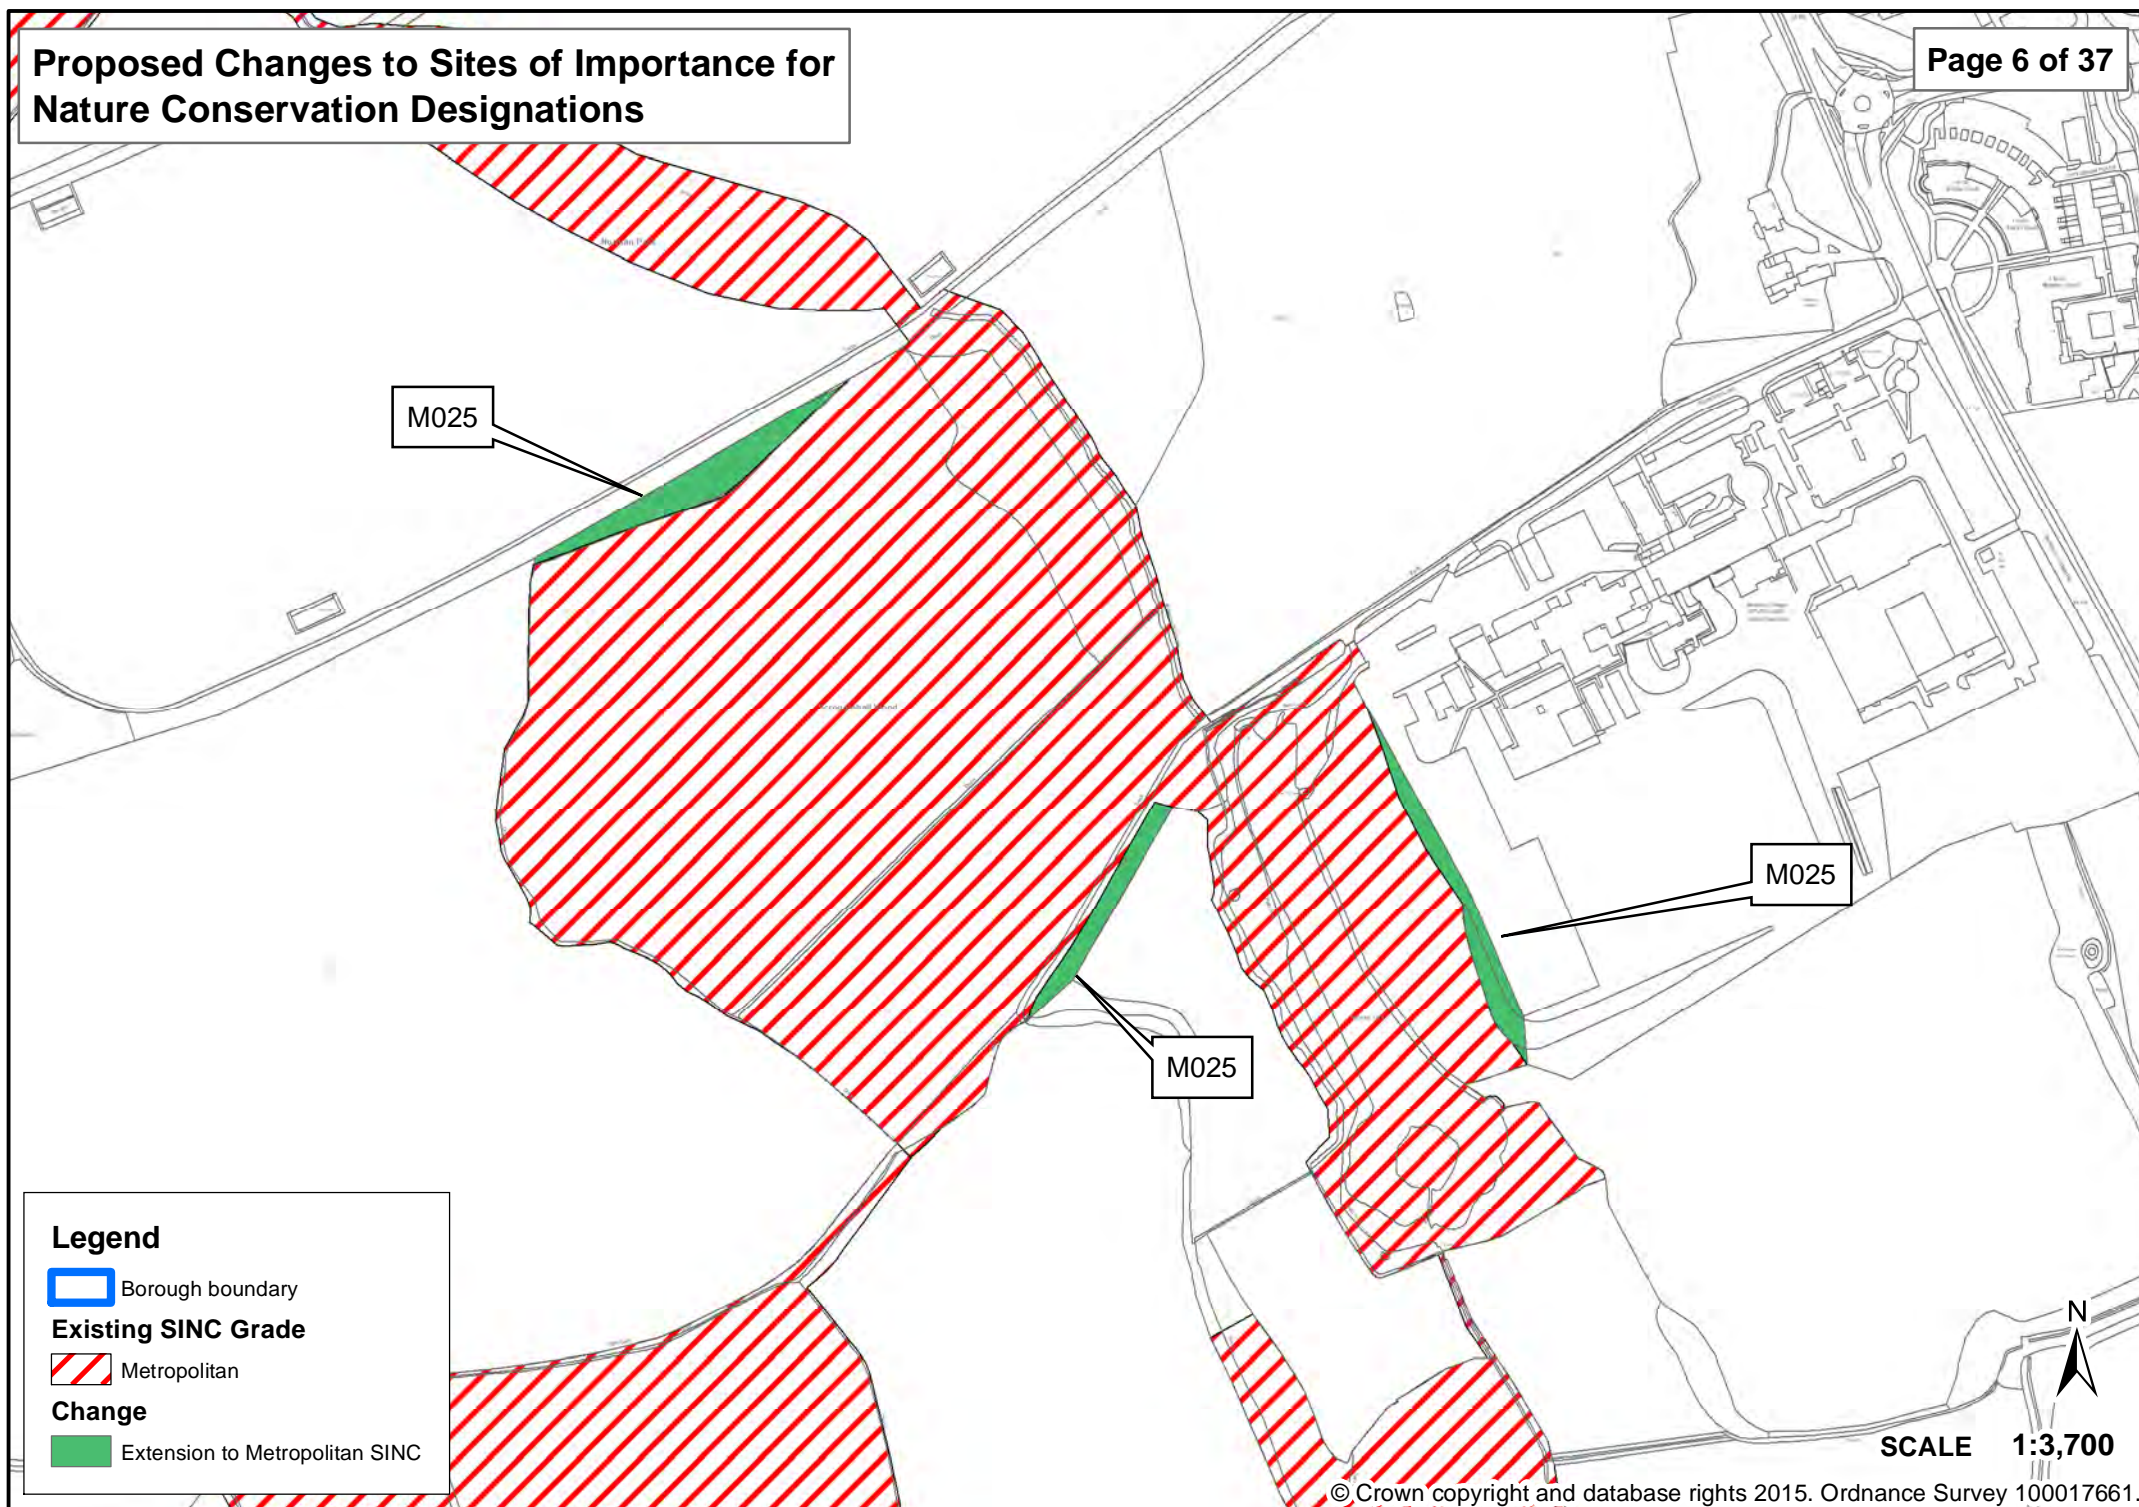 Proposed Changes to Sites of Importance for
Nature Conservation Designations
Page 6 of 37
M025
M025
M025
Legend
Borough boundary
Existing SINC Grade
Metropolitan
Change
Extension to Metropolitan SINC
N
SCALE 1:3,700
© Crown copyright and database rights 2015. Ordnance Survey 100017661.